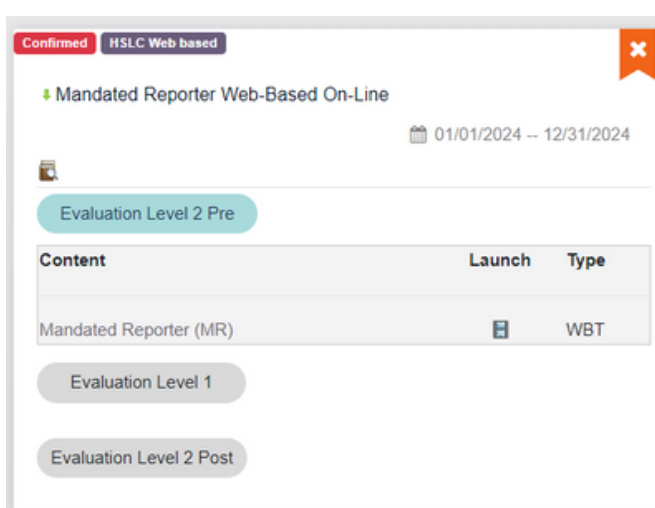 Confirmed HSLC Web based
Mandated Reporter Web-Based On-Line
01/01/2024 -- 12/31/2024
Evaluation Level 2 Pre
Content Launch Type
Mandated Reporter (MR) WBT
Evaluation Level 1
Evaluation Level 2 Post